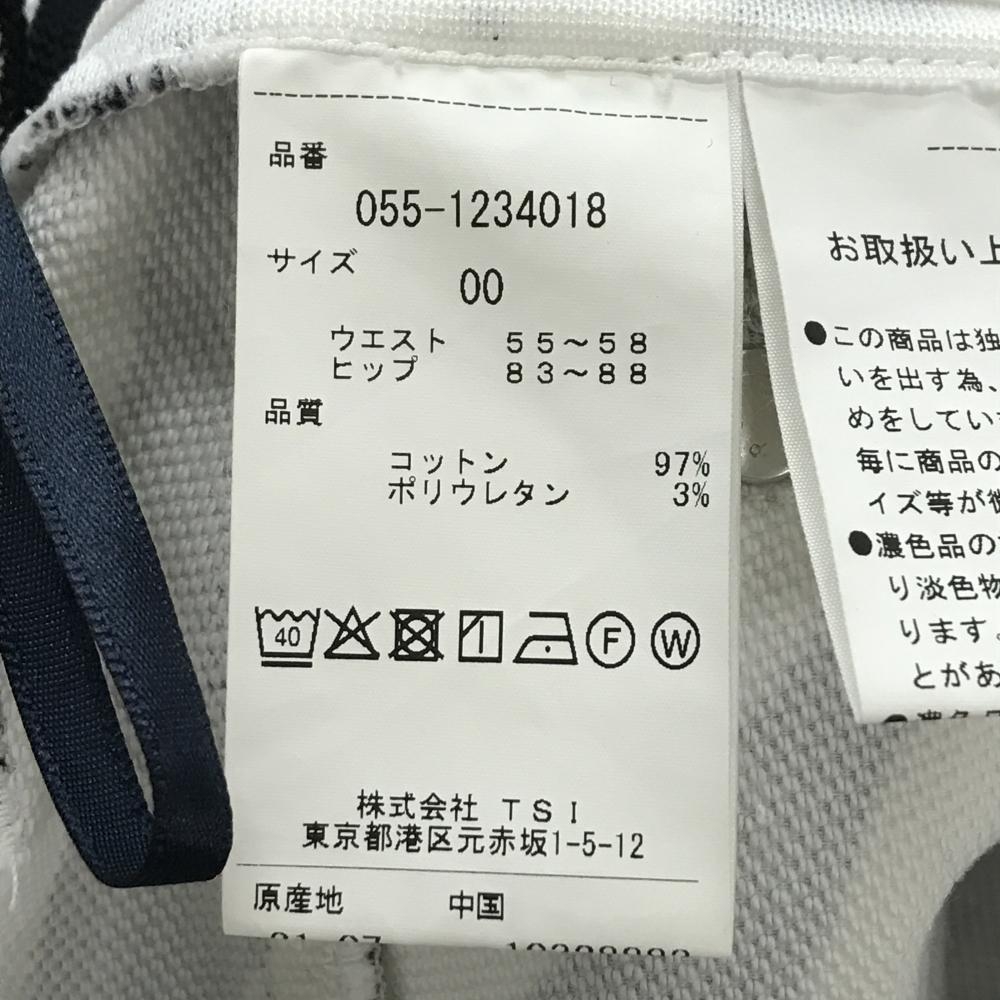 品番
055-1234018
サイズ
00
ウエスト 55～58
ヒップ 83～88
品質
コットン 97%
ポリウレタン 3%
40
F
W
株式会社 TSI
東京都港区元赤坂1-5-12
原産地 中国
お取扱い上
●この商品は独
いを出す為、
めをしてい
毎に商品の
イズ等が微
●濃色品の
り淡色物
ります。
とがあ